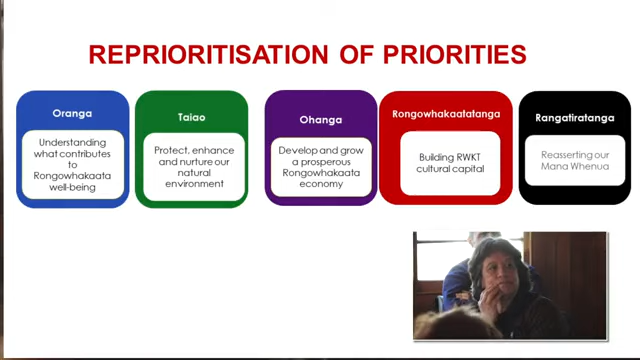 REPRIORITISATION OF PRIORITIES
Oranga
Understanding
what contributes
to
Rongowhakaata
well-being
Taiao
Protect, enhance
and nurture our
natural
environment
Ohanga
Develop and grow
a prosperous
Rongowhakaata
economy
Rongowhakaatatanga
Building RWKT
cultural capital
Rangatiratanga
Reasserting our
Mana Whenua